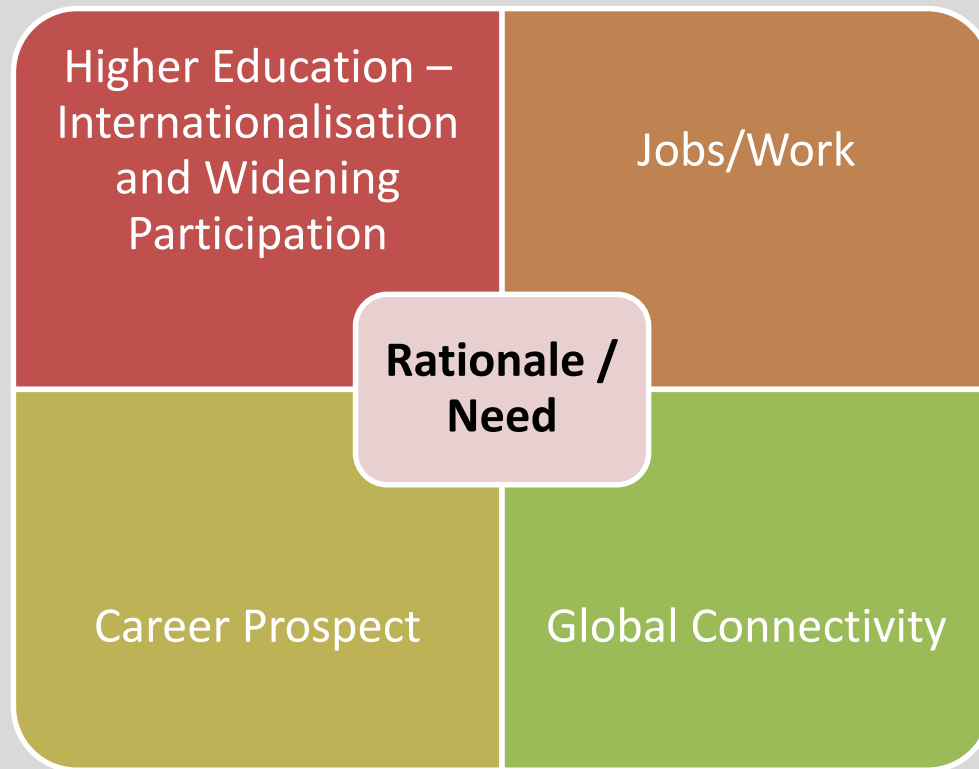 Higher Education –
Internationalisation
and Widening
Participation
Jobs/Work
Rationale /
Need
Career Prospect
Global Connectivity